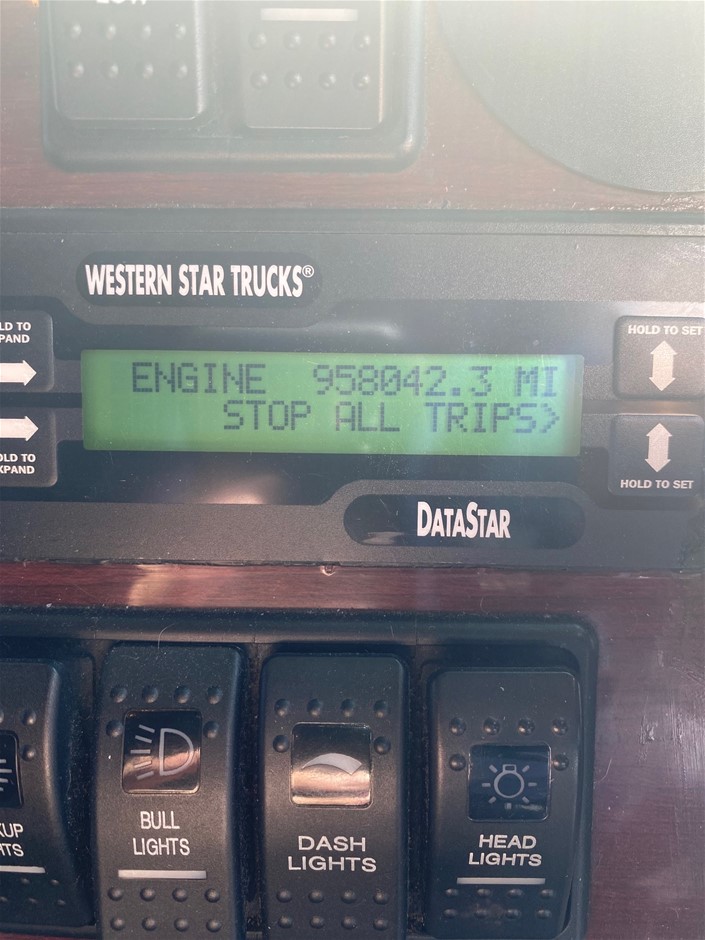 WESTERN STAR TRUCKS®
HOLD TO SET
ENGINE 958042.3 MI
STOP ALL TRIPS>
HOLD TO SET
DATASTAR
BULL
LIGHTS
DASH
LIGHTS
HEAD
LIGHTS